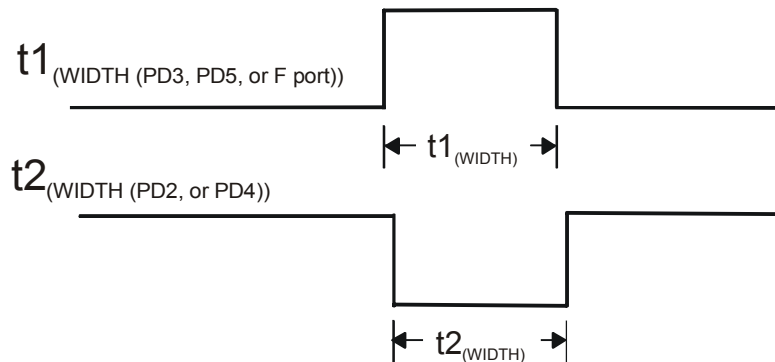 t1(WIDTH (PD3, PD5, or F port))
t1(WIDTH)
t2(WIDTH (PD2, or PD4))
t2(WIDTH)